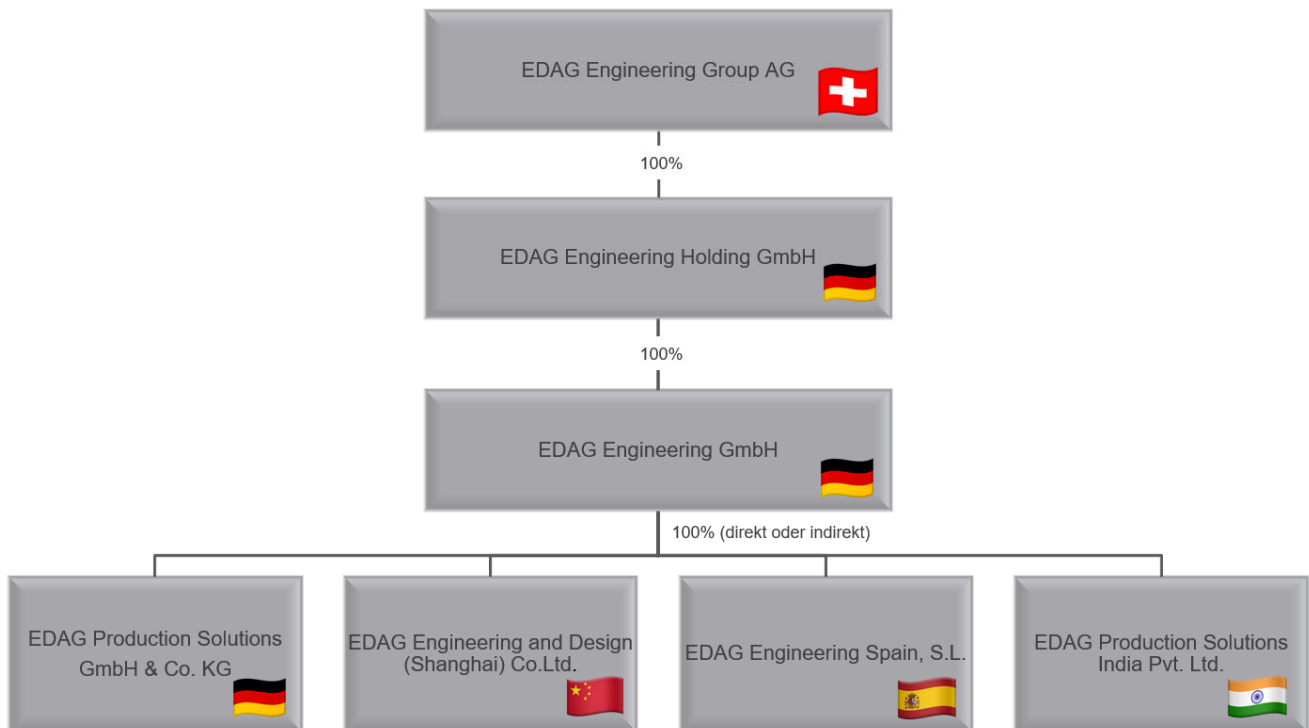 EDAG Engineering Group AG
100%
EDAG Engineering Holding GmbH
100%
EDAG Engineering GmbH
100% (direkt oder indirekt)
EDAG Production Solutions
GmbH & Co. KG
EDAG Engineering and Design
(Shanghai) Co.Ltd.
EDAG Engineering Spain, S.L.
EDAG Production Solutions
India Pvt. Ltd.